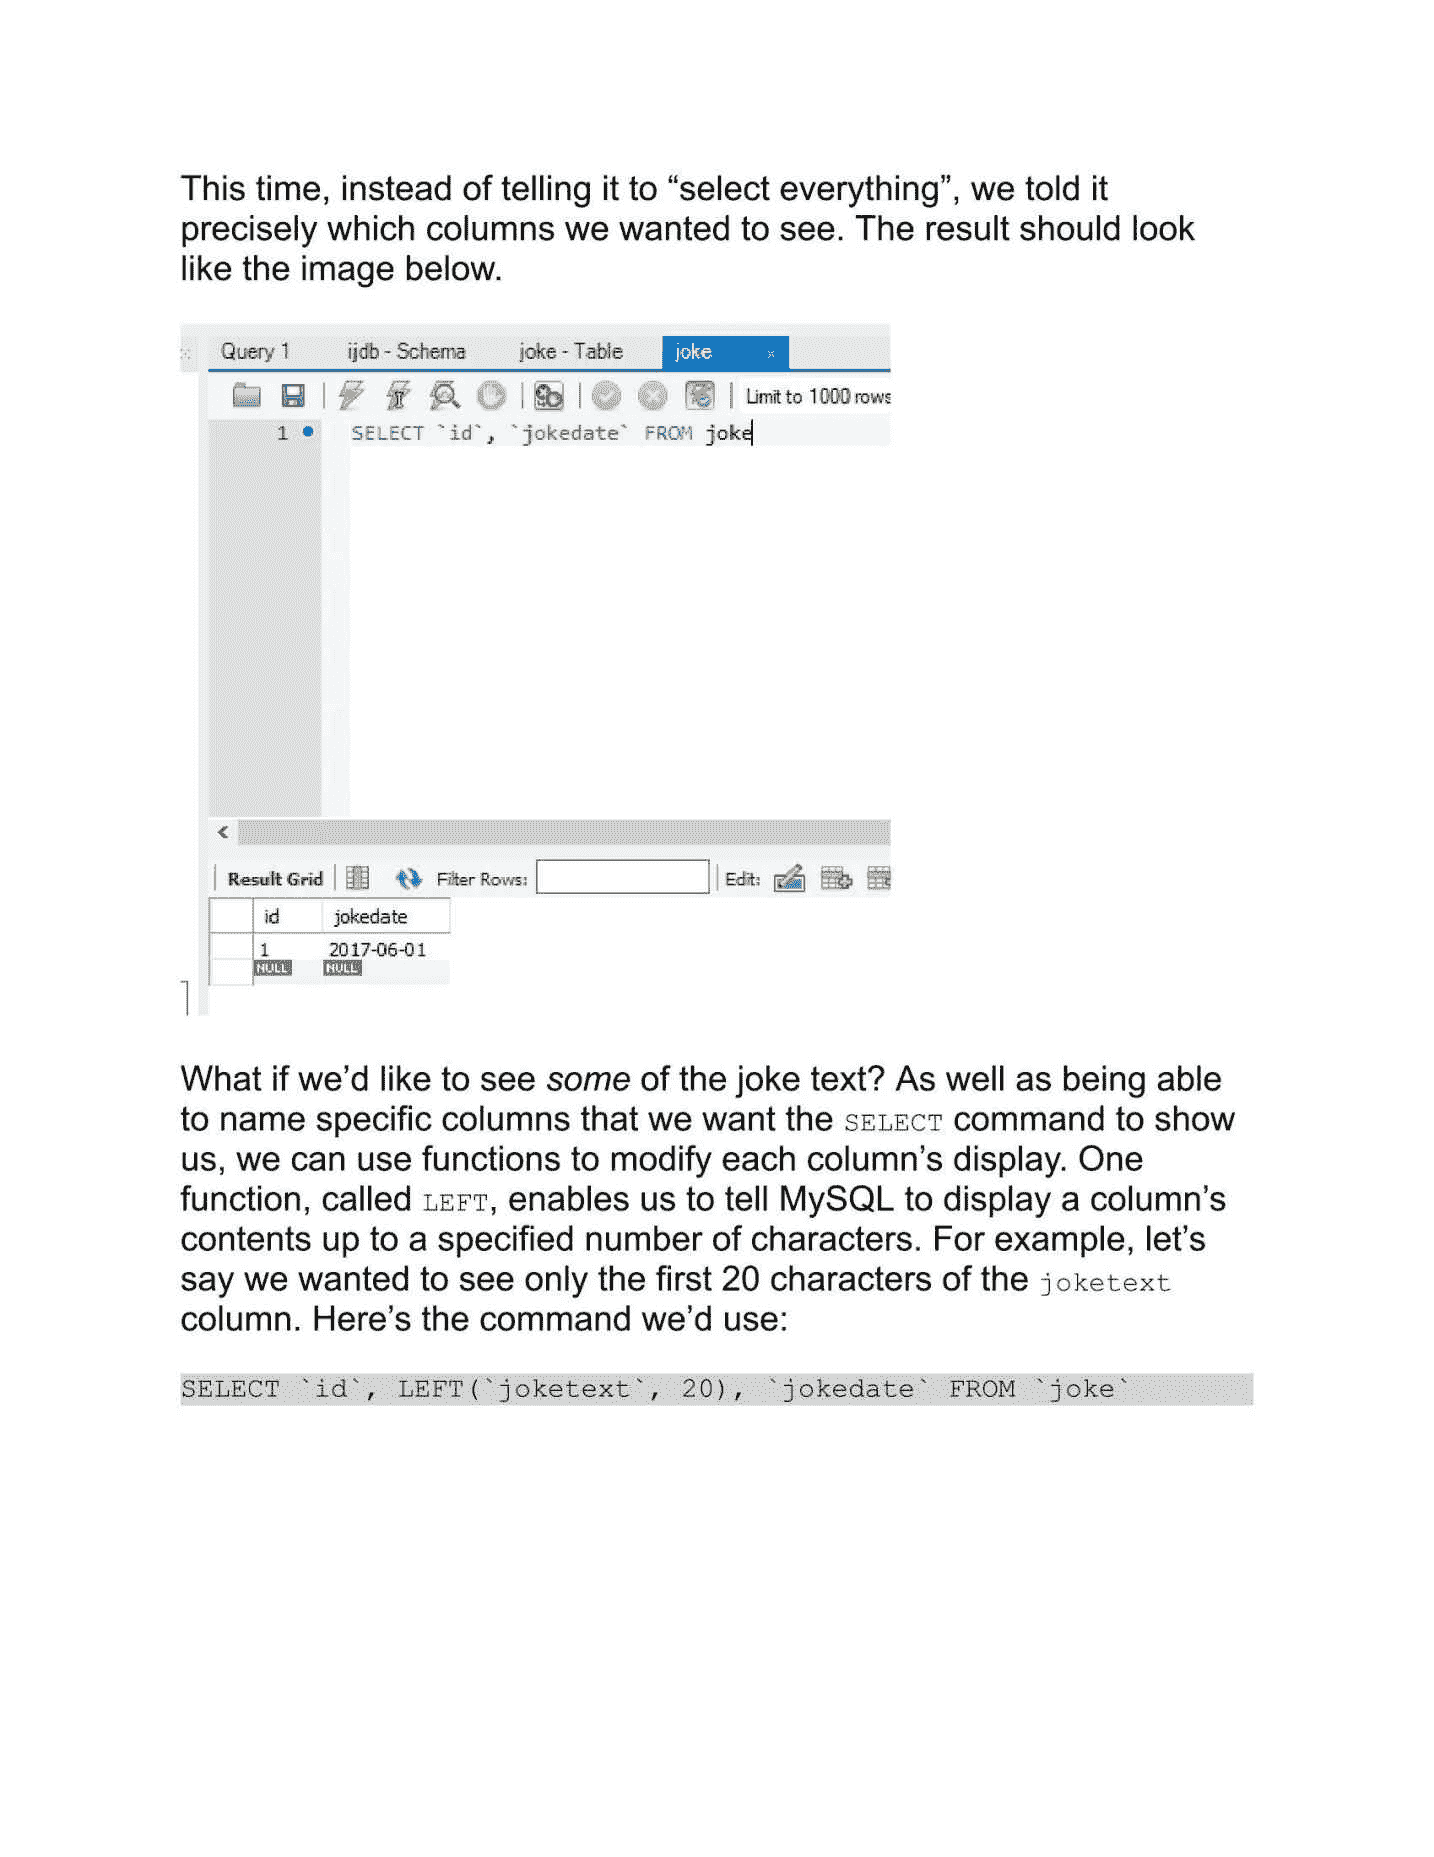 This time, instead of telling it to “select everything”, we told it
precisely which columns we wanted to see. The result should look
like the image below.
Query 1 ijdb - Schema joke - Table joke ×
Limit to 1000 rows
1 SELECT `id`, `jokedate` FROM joke
Result Grid Filter Rows: Edit:
id jokedate
1 2017-06-01
NULL NULL
What if we’d like to see some of the joke text? As well as being able
to name specific columns that we want the SELECT command to show
us, we can use functions to modify each column’s display. One
function, called LEFT, enables us to tell MySQL to display a column’s
contents up to a specified number of characters. For example, let’s
say we wanted to see only the first 20 characters of the joketext
column. Here’s the command we’d use:
SELECT `id`, LEFT(`joketext`, 20), `jokedate` FROM `joke`